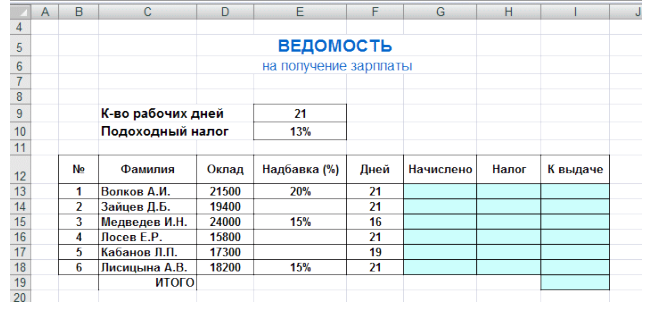 A B C D E F G H I J
4
5 ВЕДОМОСТЬ
6 на получение зарплаты
7
8
9 К-во рабочих дней 21
10 Подоходный налог 13%
11
12 № Фамилия Оклад Надбавка (%) Дней Начислено Налог К выдаче
13 1 Волков А.И. 21500 20% 21
14 2 Зайцев Д.Б. 19400 21
15 3 Медведев И.Н. 24000 15% 16
16 4 Лосев Е.Р. 15800 21
17 5 Кабанов Л.П. 17300 19
18 6 Лисицына А.В. 18200 15% 21
19 ИТОГО
20